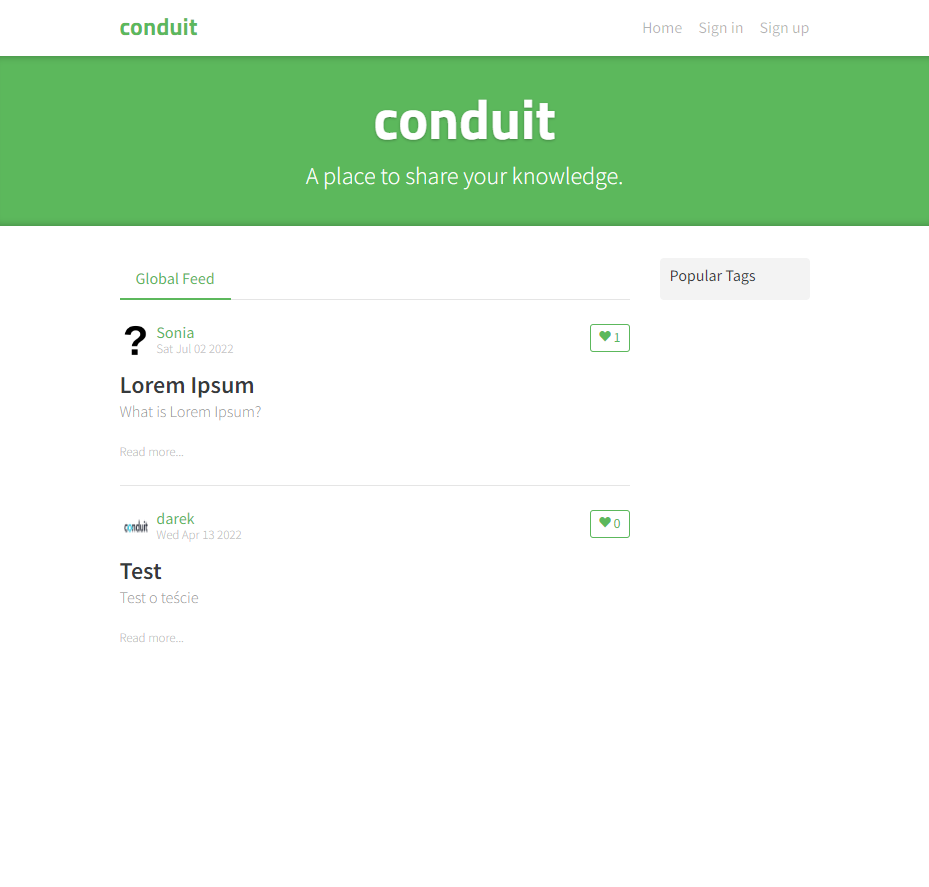 conduit
Home Sign in Sign up
conduit
A place to share your knowledge.
Global Feed
Popular Tags
?
Sonia
Sat Jul 02 2022
1
Lorem Ipsum
What is Lorem Ipsum?
Read more...
conduit
darek
Wed Apr 13 2022
0
Test
Test o teście
Read more...